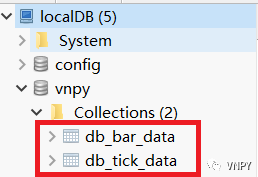 localDB (5)
System
config
vnpy
Collections (2)
db_bar_data
db_tick_data
VNPY